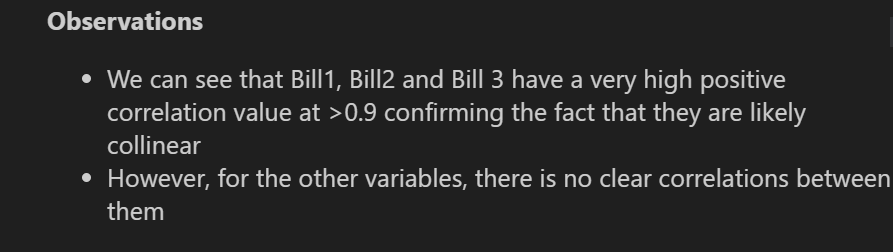 Observations
• We can see that Bill1, Bill2 and Bill 3 have a very high positive
correlation value at >0.9 confirming the fact that they are likely
collinear
• However, for the other variables, there is no clear correlations between
them